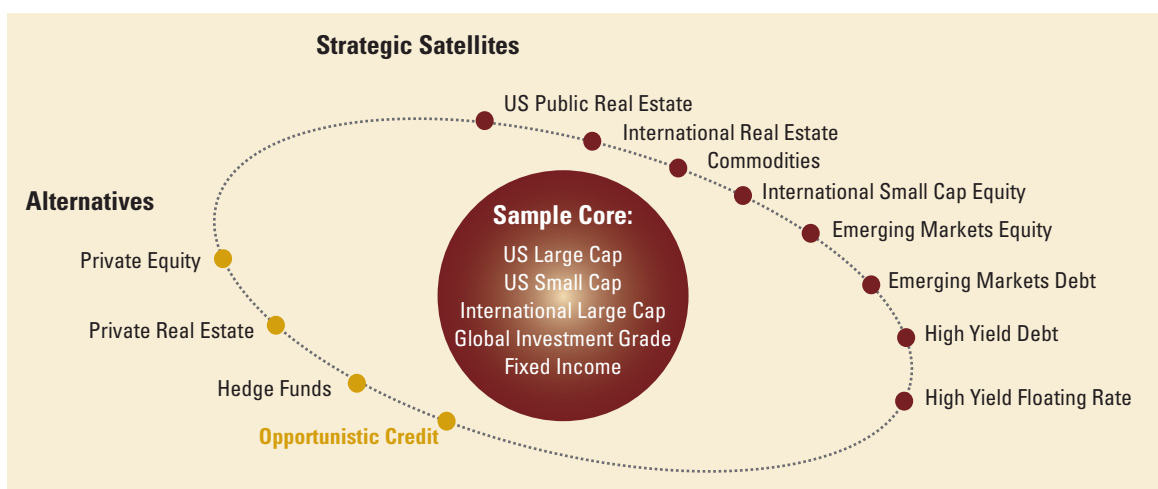 Strategic Satellites
US Public Real Estate
International Real Estate
Commodities
International Small Cap Equity
Emerging Markets Equity
Emerging Markets Debt
High Yield Debt
High Yield Floating Rate
Alternatives
Private Equity
Private Real Estate
Hedge Funds
Opportunistic Credit
Sample Core:
US Large Cap
US Small Cap
International Large Cap
Global Investment Grade
Fixed Income